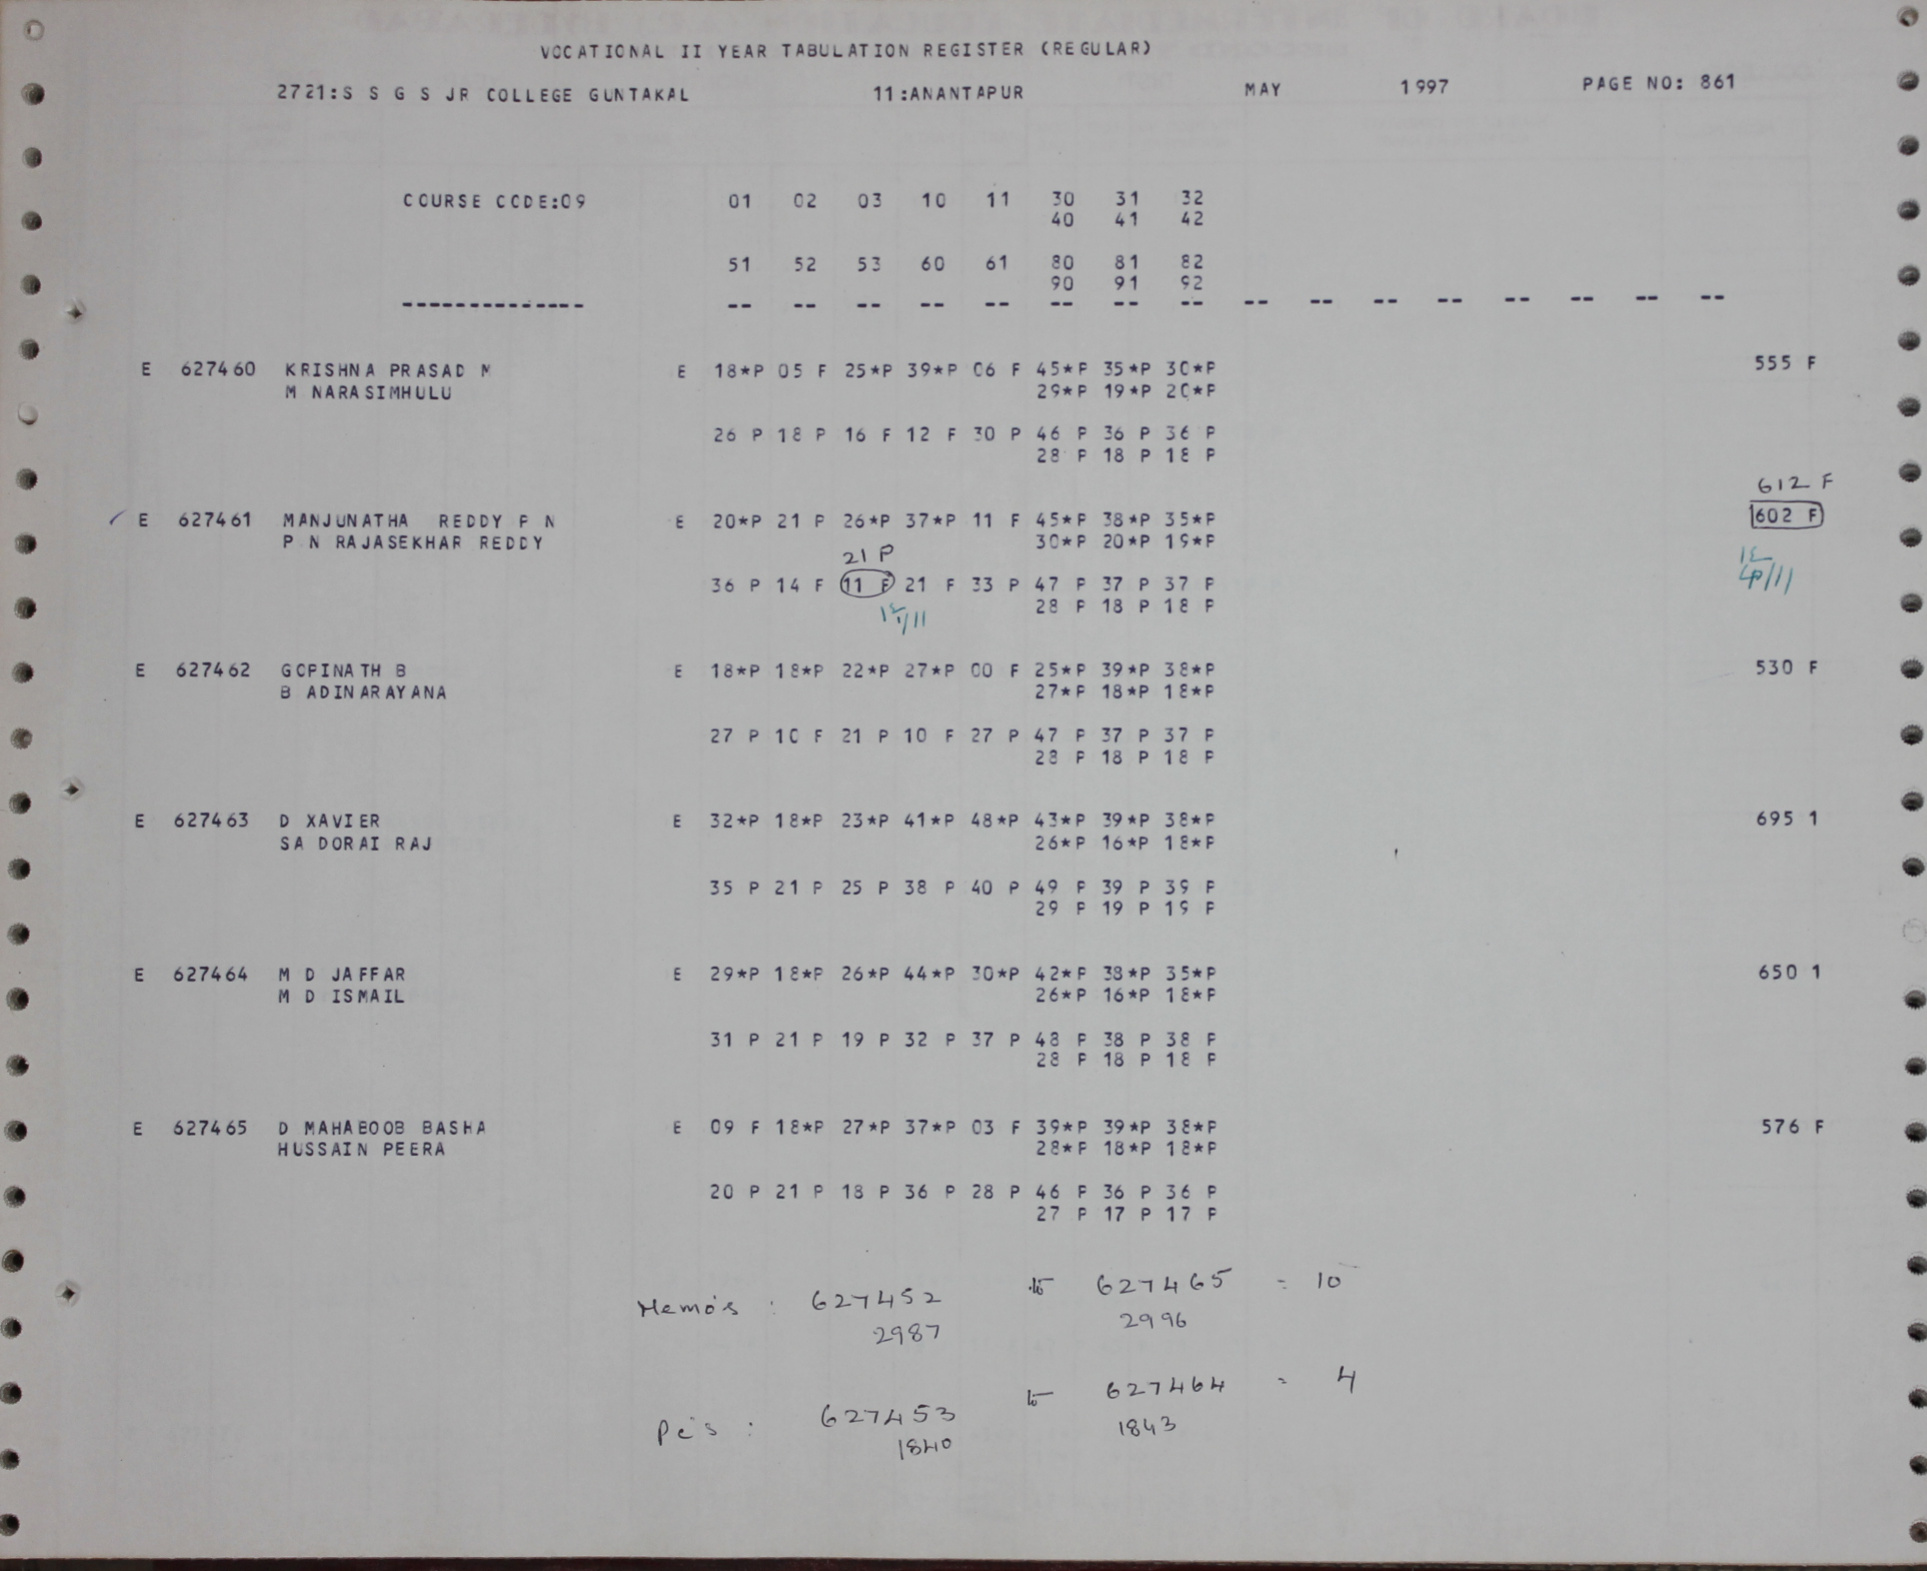 VOCATIONAL II YEAR TABULATION REGISTER (REGULAR)
2721:S S G S JR COLLEGE GUNTAKAL 11:ANANTAPUR MAY 1997 PAGE NO: 861
COURSE CODE:09 01 02 03 10 11 30 31 32
40 41 42
51 52 53 60 61 80 81 82
90 91 92
-------------- -- -- -- -- -- -- -- -- -- -- -- -- -- -- -- --
E 627460 KRISHNA PRASAD M E 18*P 05 F 25*P 39*P 06 F 45*P 35*P 30*P 555 F
M NARASIMHULU 29*P 19*P 20*P
26 P 18 P 16 F 12 F 30 P 46 P 36 P 36 P
28 P 18 P 18 P
612 F
E 627461 MANJUNATHA REDDY P N E 20*P 21 P 26*P 37*P 11 F 45*P 38*P 35*P 602 F
P N RAJASEKHAR REDDY 30*P 20*P 19*P
21 P
36 P 14 F 11 F 21 F 33 P 47 P 37 P 37 P
28 P 18 P 18 P
E 627462 GOPINATH B E 18*P 18*P 22*P 27*P 00 F 25*P 39*P 38*P 530 F
B ADINARAYANA 27*P 18*P 18*P
27 P 10 F 21 P 10 F 27 P 47 P 37 P 37 P
28 P 18 P 18 P
E 627463 D XAVIER E 32*P 18*P 23*P 41*P 48*P 43*P 39*P 38*P 695 1
SA DORAI RAJ 26*P 16*P 18*P
35 P 21 P 25 P 38 P 40 P 49 P 39 P 39 P
29 P 19 P 19 P
E 627464 M D JAFFAR E 29*P 18*P 26*P 44*P 30*P 42*P 38*P 35*P 650 1
M D ISMAIL 26*P 16*P 18*P
31 P 21 P 19 P 32 P 37 P 48 P 38 P 38 P
28 P 18 P 18 P
E 627465 D MAHABOOB BASHA E 09 F 18*P 27*P 37*P 03 F 39*P 39*P 38*P 576 F
HUSSAIN PEERA 28*P 18*P 18*P
20 P 21 P 18 P 36 P 28 P 46 P 36 P 36 P
27 P 17 P 17 P
Memo's : 627452 to 627465 = 10
2987 2996
Pc's : 627453 to 627464 = 4
1840 1843